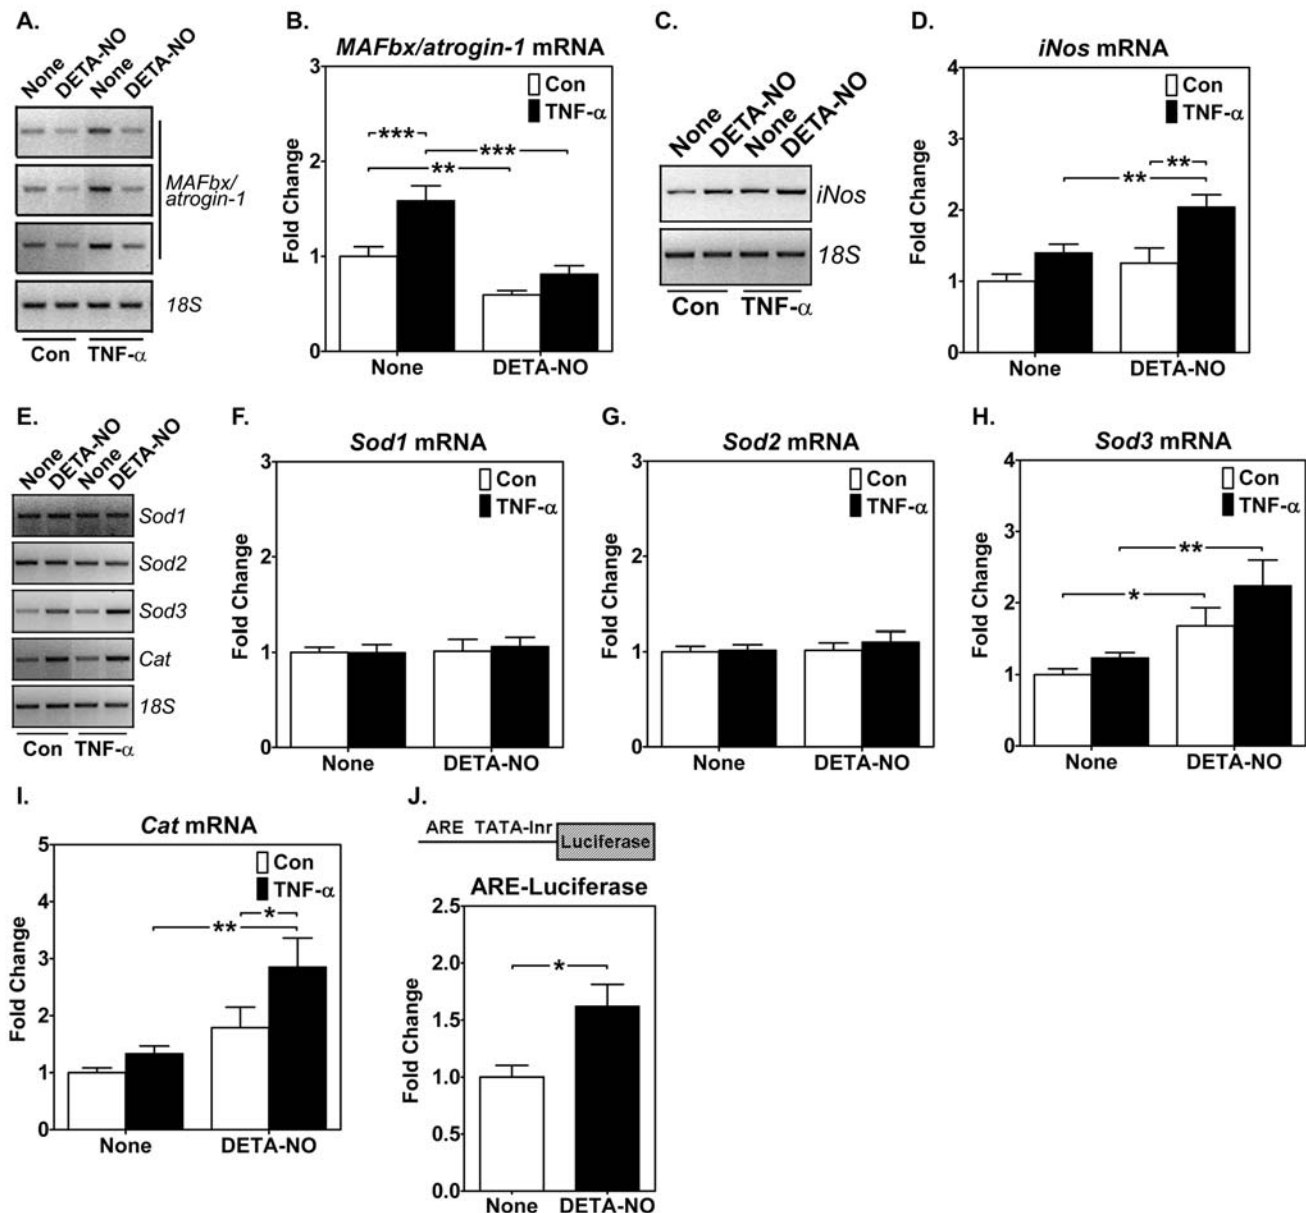 A.
None
DETA-NO
None
DETA-NO
MAFbx/
atrogin-1
18S
Con
TNF-α
B.
MAFbx/atrogin-1 mRNA
Con
TNF-α
***
***
**
Fold Change
3
2
1
0
None
DETA-NO
C.
None
DETA-NO
None
DETA-NO
iNos
18S
Con
TNF-α
D.
iNos mRNA
Con
TNF-α
**
**
Fold Change
4
3
2
1
0
None
DETA-NO
E.
None
DETA-NO
None
DETA-NO
Sod1
Sod2
Sod3
Cat
18S
Con
TNF-α
F.
Sod1 mRNA
Con
TNF-α
Fold Change
3
2
1
0
None
DETA-NO
G.
Sod2 mRNA
Con
TNF-α
Fold Change
3
2
1
0
None
DETA-NO
H.
Sod3 mRNA
Con
TNF-α
**
*
Fold Change
4
3
2
1
0
None
DETA-NO
I.
Cat mRNA
Con
TNF-α
*
**
Fold Change
5
4
3
2
1
0
None
DETA-NO
J.
ARE TATA-Inr
Luciferase
ARE-Luciferase
*
Fold Change
2.5
2.0
1.5
1.0
0.5
0.0
None
DETA-NO